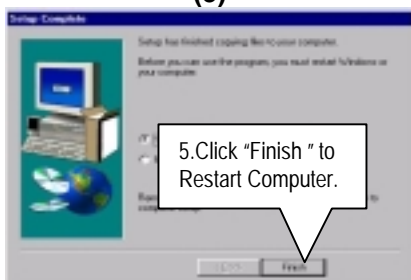 Setup Complete
Setup has finished copying files to your computer.
Before you can use the program, you must restart Windows or
your computer.
5.Click “Finish ” to
Restart Computer.
Finish